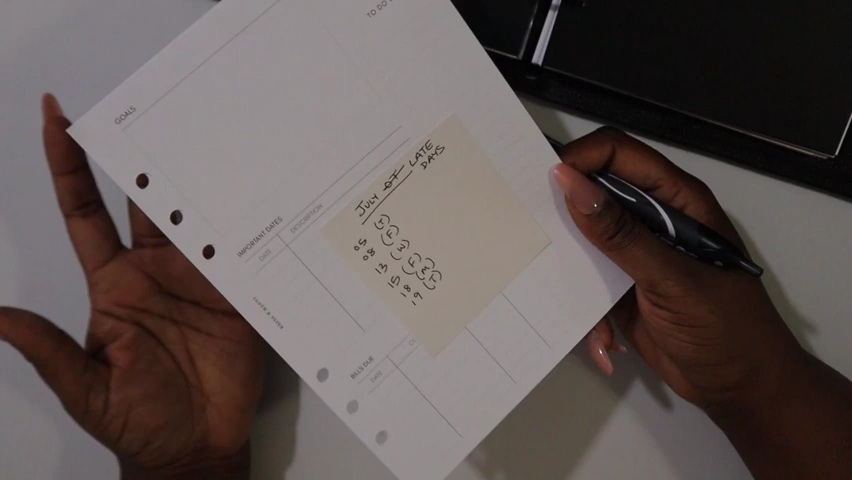 TO DO
GOALS
IMPORTANT DATES
DATE DESCRIPTION
JULY LATE
DAYS
05 (T)
08 (F)
13 (W)
15 (F)
18 (M)
19 (T)
BILLS DUE
DATE